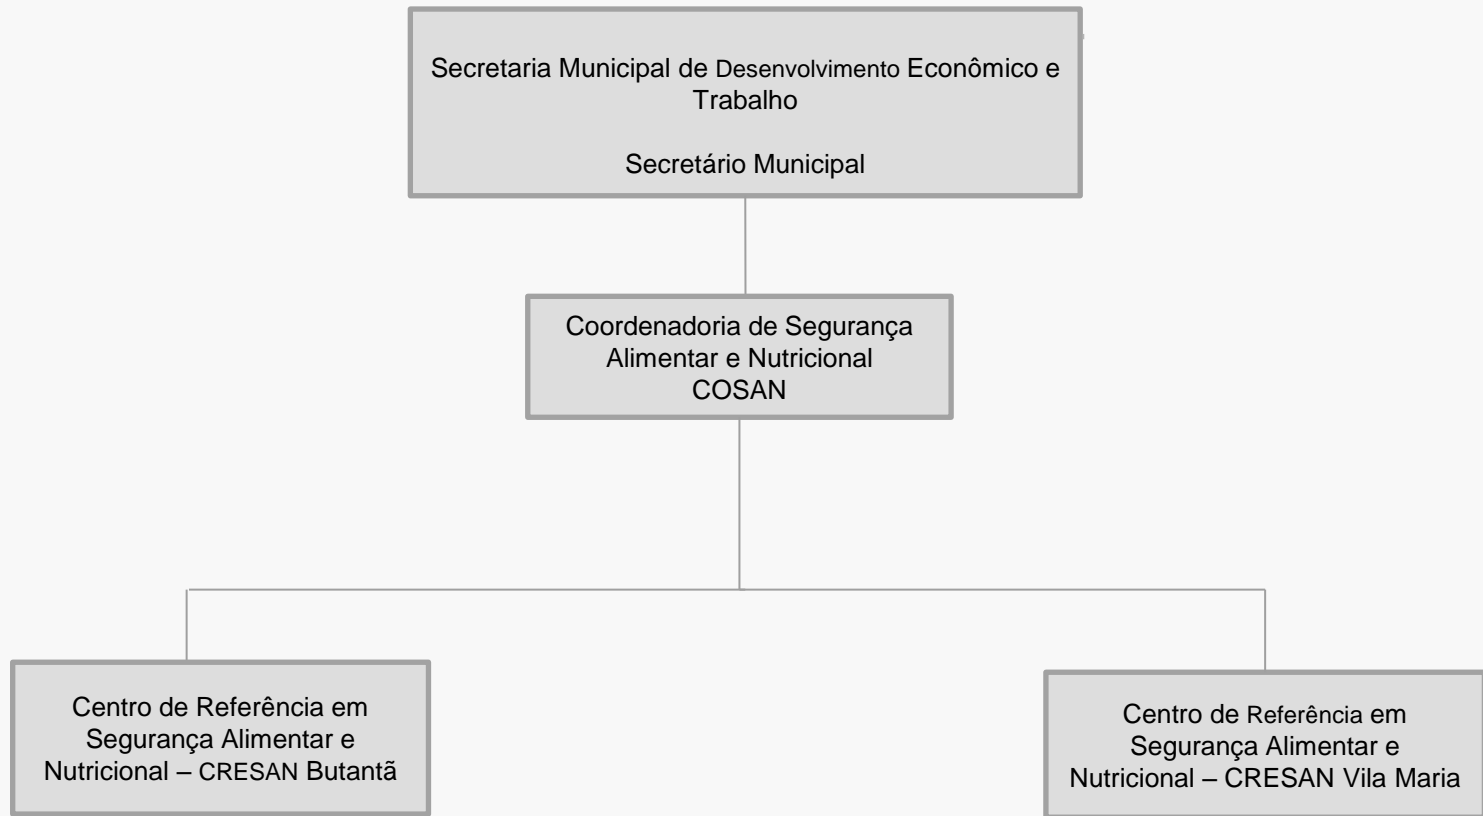 Secretaria Municipal de Desenvolvimento Econômico e
Trabalho
Secretário Municipal
Coordenadoria de Segurança
Alimentar e Nutricional
COSAN
Centro de Referência em
Segurança Alimentar e
Nutricional – CRESAN Butantã
Centro de Referência em
Segurança Alimentar e
Nutricional – CRESAN Vila Maria